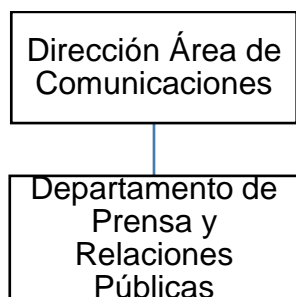 Dirección Área de
Comunicaciones
Departamento de
Prensa y
Relaciones
Públicas